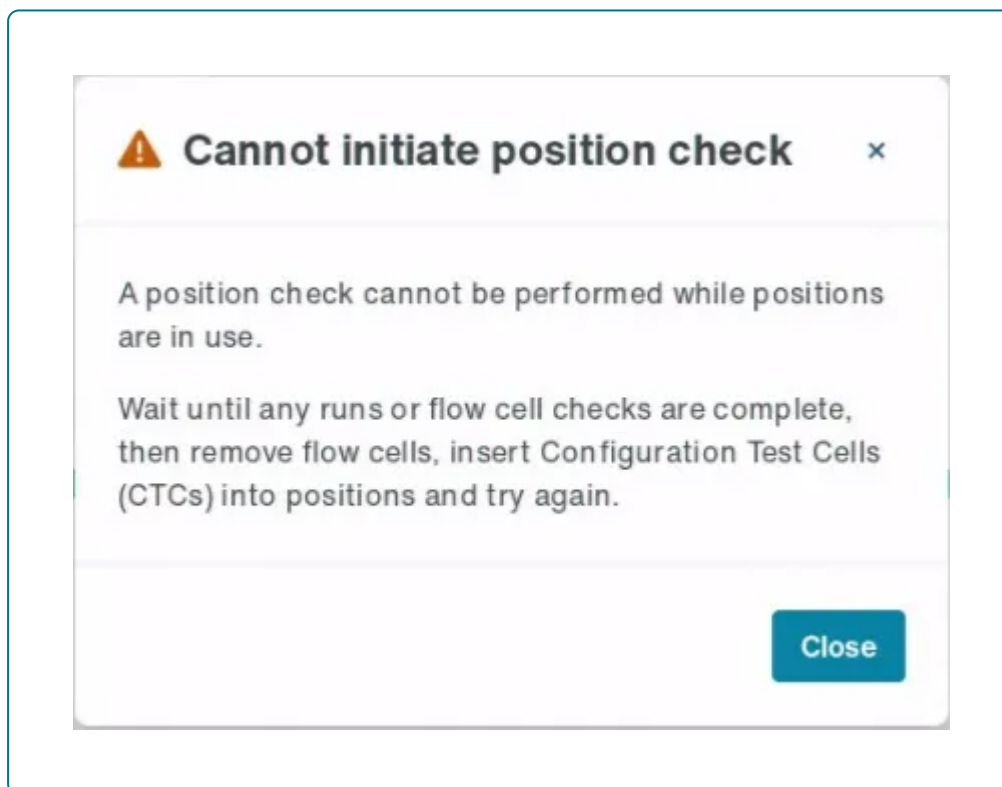 Cannot initiate position check ×
A position check cannot be performed while positions
are in use.
Wait until any runs or flow cell checks are complete,
then remove flow cells, insert Configuration Test Cells
(CTCs) into positions and try again.
Close